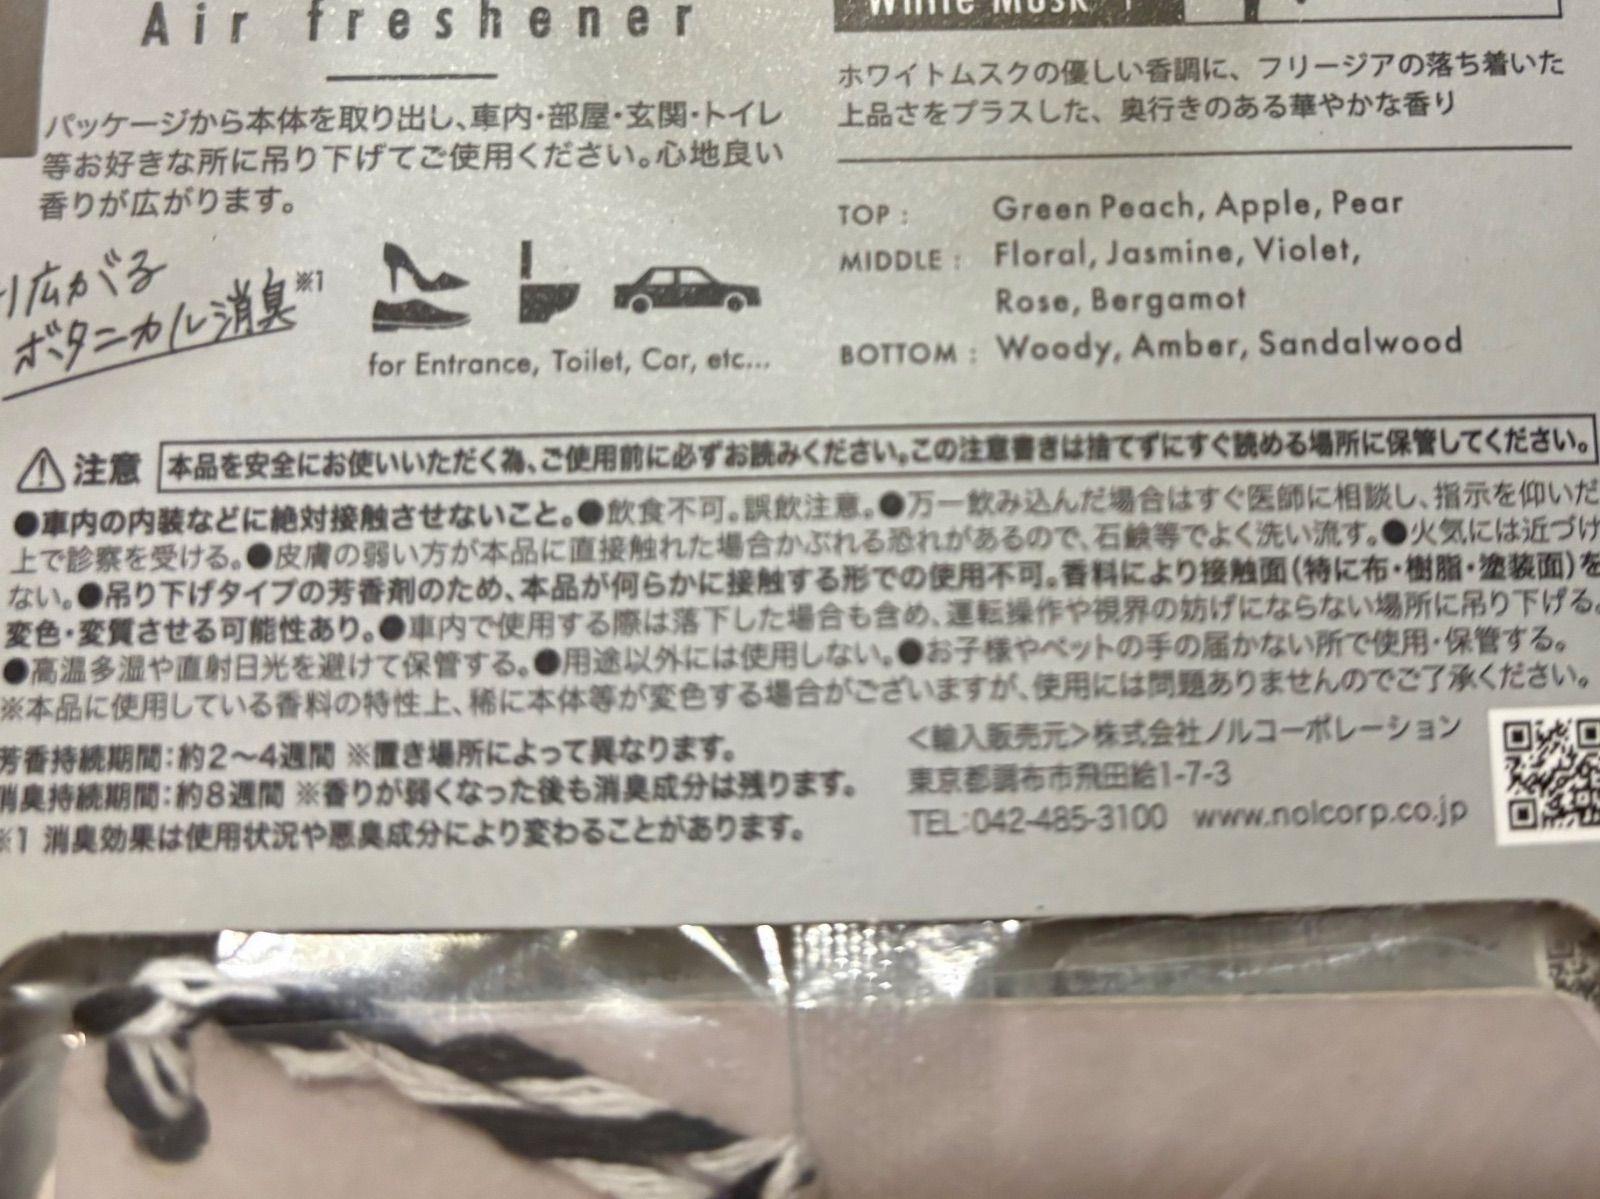 Air freshener
パッケージから本体を取り出し、車内・部屋・玄関・トイレ
等お好きな所に吊り下げてご使用ください。心地良い
香りが広がります。
広がる
ボタニカル消臭※1
for Entrance, Toilet, Car, etc...
White Musk
ホワイトムスクの優しい香調に、フリージアの落ち着いた
上品さをプラスした、奥行きのある華やかな香り
TOP : Green Peach, Apple, Pear
MIDDLE : Floral, Jasmine, Violet,
Rose, Bergamot
BOTTOM : Woody, Amber, Sandalwood
注意 本品を安全にお使いいただく為、ご使用前に必ずお読みください。この注意書きは捨てずにすぐ読める場所に保管してください。
●車内の内装などに絶対接触させないこと。●飲食不可。誤飲注意。●万一飲み込んだ場合はすぐ医師に相談し、指示を仰いだ
上で診察を受ける。●皮膚の弱い方が本品に直接触れた場合かぶれる恐れがあるので、石鹸等でよく洗い流す。●火気には近づけ
ない。●吊り下げタイプの芳香剤のため、本品が何らかに接触する形での使用不可。香料により接触面(特に布・樹脂・塗装面)を
変色・変質させる可能性あり。●車内で使用する際は落下した場合も含め、運転操作や視界の妨げにならない場所に吊り下げる。
●高温多湿や直射日光を避けて保管する。●用途以外には使用しない。●お子様やペットの手の届かない所で使用・保管する。
※本品に使用している香料の特性上、稀に本体等が変色する場合がございますが、使用には問題ありませんのでご了承ください。
芳香持続期間:約2〜4週間 ※置き場所によって異なります。
消臭持続期間:約8週間 ※香りが弱くなった後も消臭成分は残ります。
※1 消臭効果は使用状況や悪臭成分により変わることがあります。
<輸入販売元>株式会社ノルコーポレーション
東京都調布市飛田給1-7-3
TEL:042-485-3100 www.nolcorp.co.jp